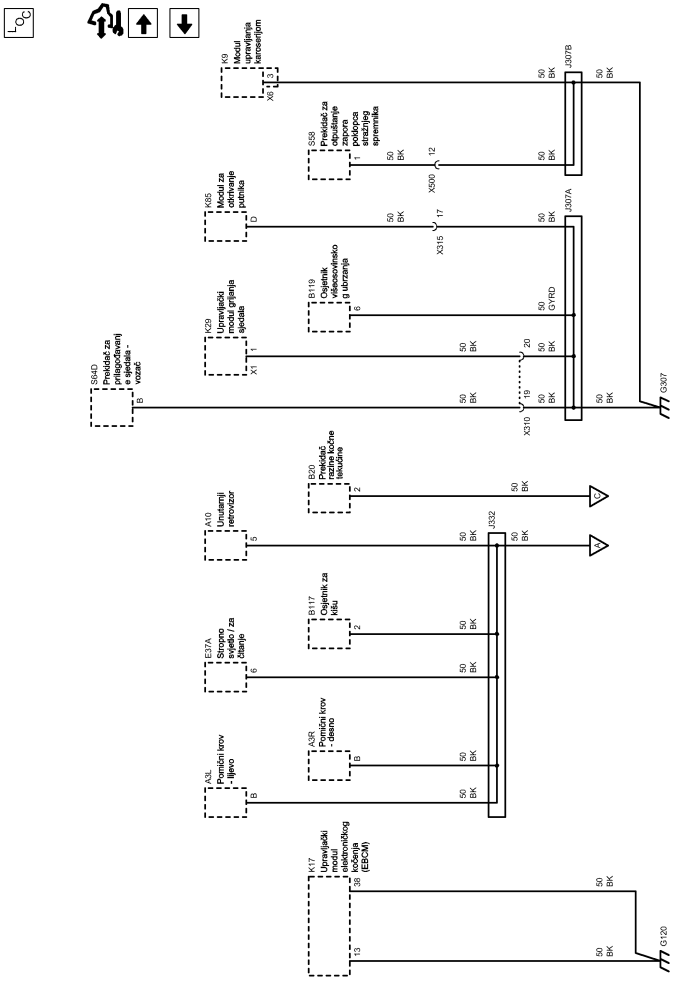 LOC
K17
Upravljački
modul
elektroničkog
kočenja
(EBCM)
13
38
50
BK
50
BK
G120
A3L
Pomični krov
- lijevo
B
50
BK
A3R
Pomični krov
- desno
B
50
BK
E37A
Stropno
svjetlo / za
čitanje
6
50
BK
B117
Osjetnik za
kišu
2
50
BK
A10
Unutarnji
retrovizor
5
50
BK
J332
50
BK
A
B20
Prekidač
razine kočne
tekućine
2
50
BK
C
S64D
Prekidač za
prilagođavanj
e sjedala -
vozač
B
50
BK
19
X310
50
BK
K29
Upravljački
modul grijanja
sjedala
1
X1
50
BK
20
50
BK
B119
Osjetnik
višeosovinsko
g ubrzanja
6
50
GYRD
K85
Modul za
otkrivanje
putnika
D
50
BK
17
X315
50
BK
J307A
50
BK
G307
S58
Prekidač za
otpuštanje
zapora
poklopca
stražnjeg
spremnika
1
50
BK
12
X500
50
BK
K9
Modul
upravljanja
karoserijom
3
X6
50
BK
J307B
50
BK